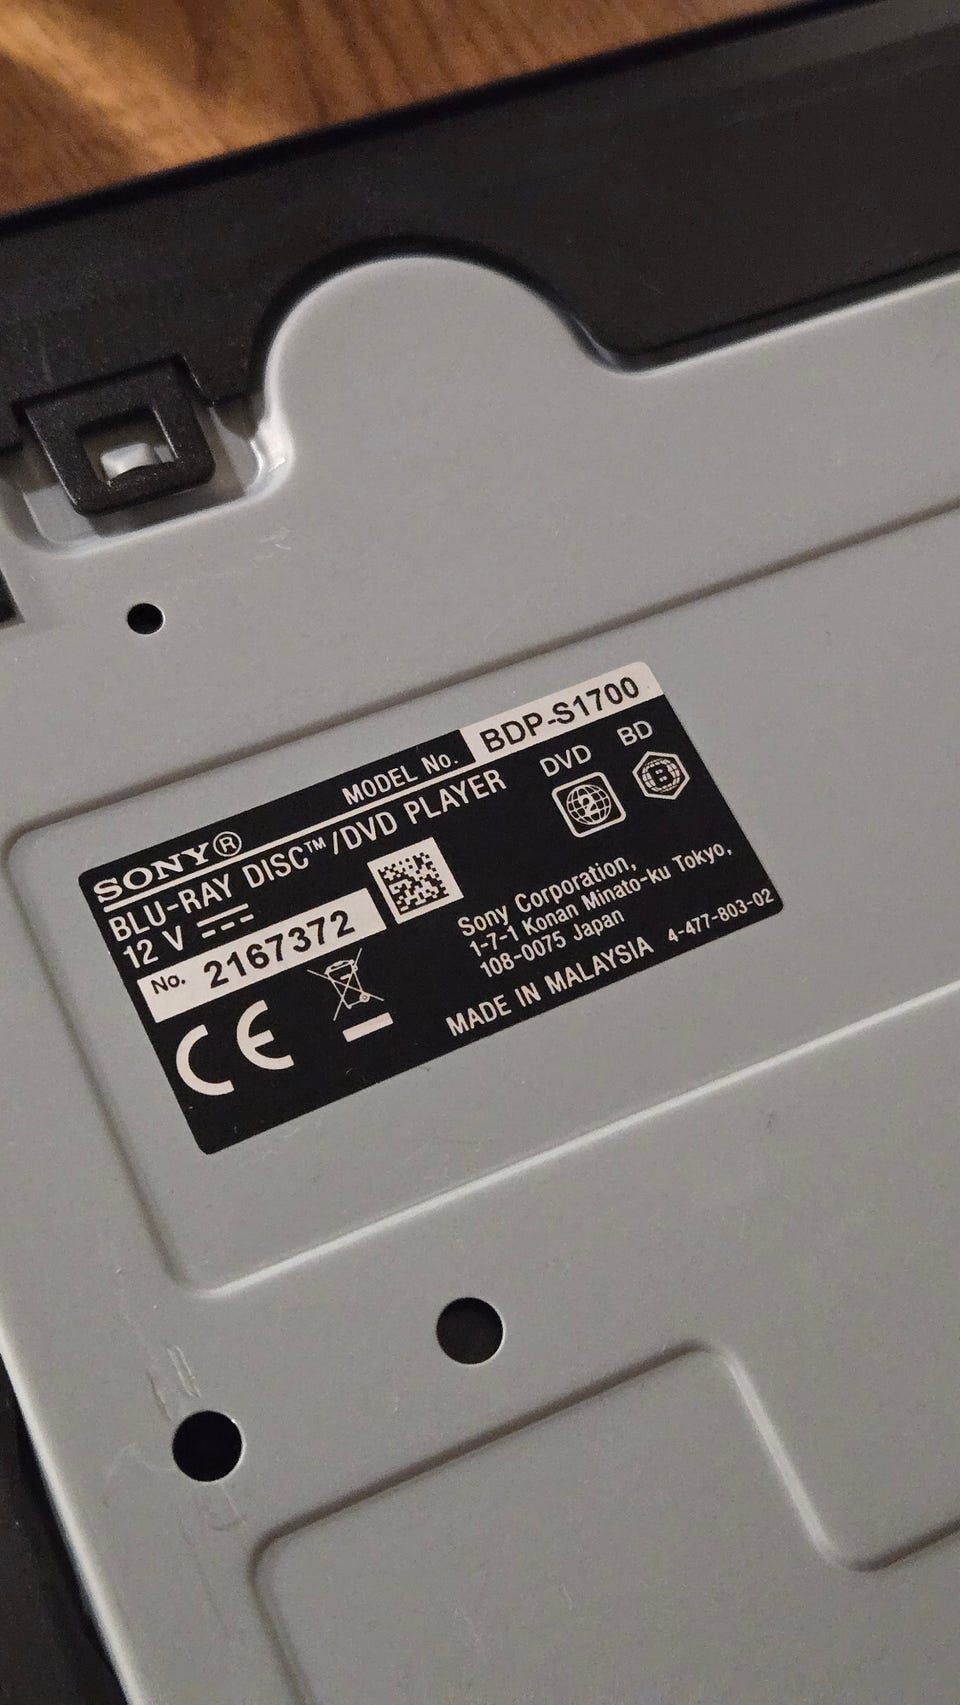 MODEL No. BDP-S1700
SONY®
BLU-RAY DISC™/DVD PLAYER
12 V
No. 2167372
DVD
2
BD
B
Sony Corporation,
1-7-1 Konan Minato-ku Tokyo,
108-0075 Japan
MADE IN MALAYSIA 4-477-803-02
CE